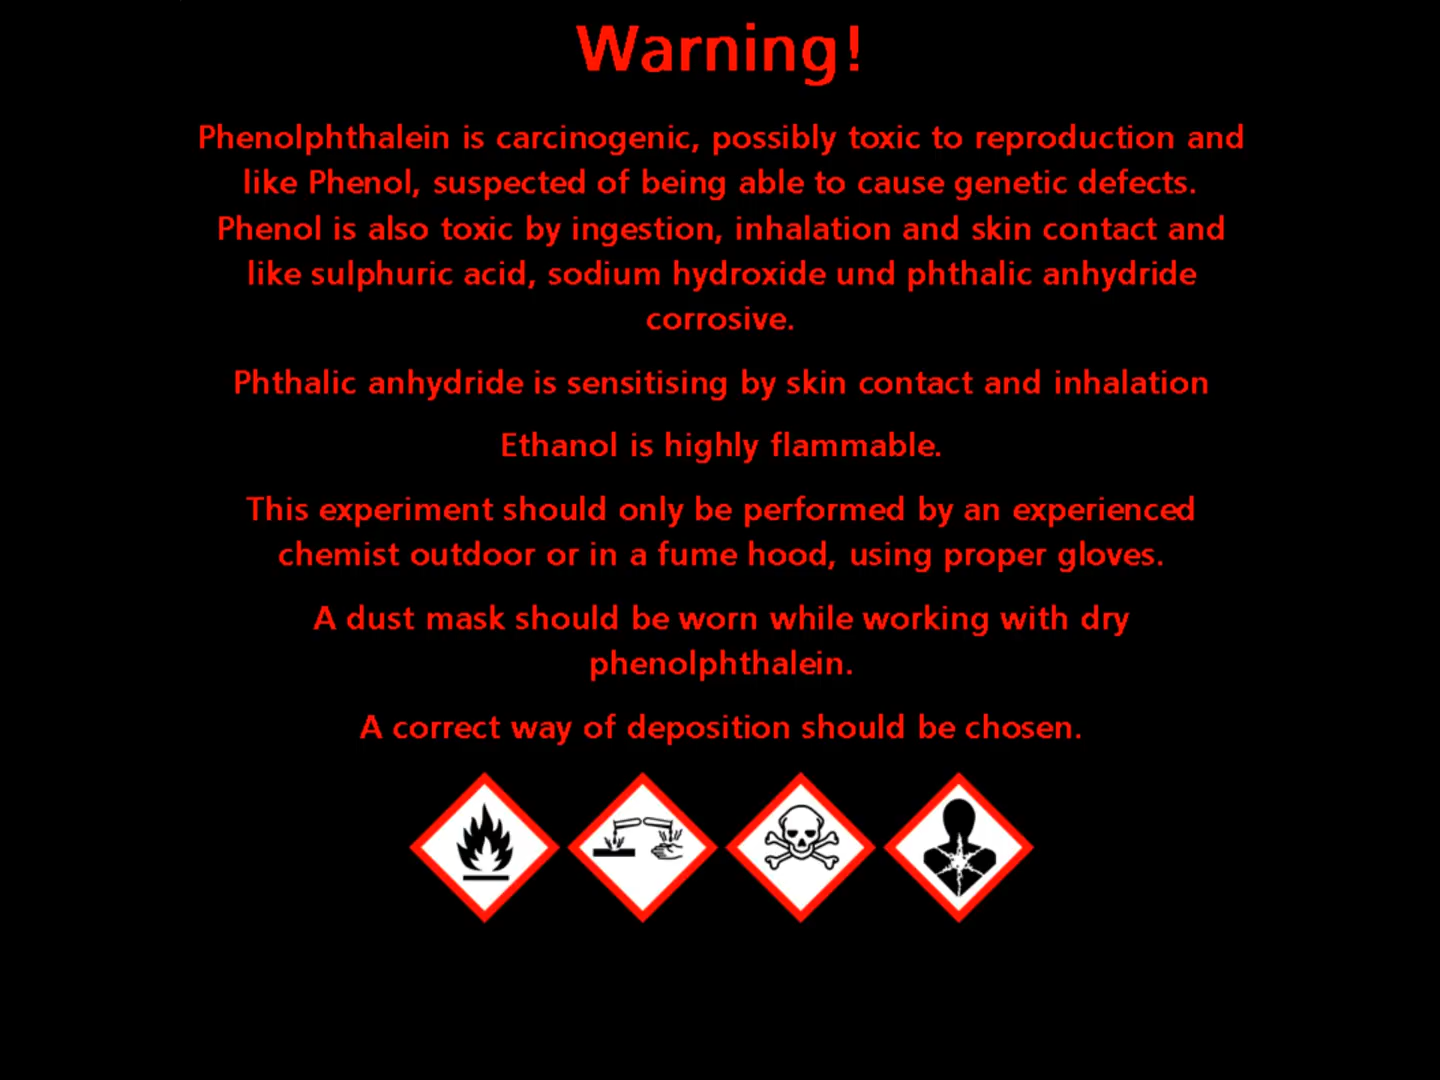 Warning!
Phenolphthalein is carcinogenic, possibly toxic to reproduction and
like Phenol, suspected of being able to cause genetic defects.
Phenol is also toxic by ingestion, inhalation and skin contact and
like sulphuric acid, sodium hydroxide und phthalic anhydride
corrosive.
Phthalic anhydride is sensitising by skin contact and inhalation
Ethanol is highly flammable.
This experiment should only be performed by an experienced
chemist outdoor or in a fume hood, using proper gloves.
A dust mask should be worn while working with dry
phenolphthalein.
A correct way of deposition should be chosen.